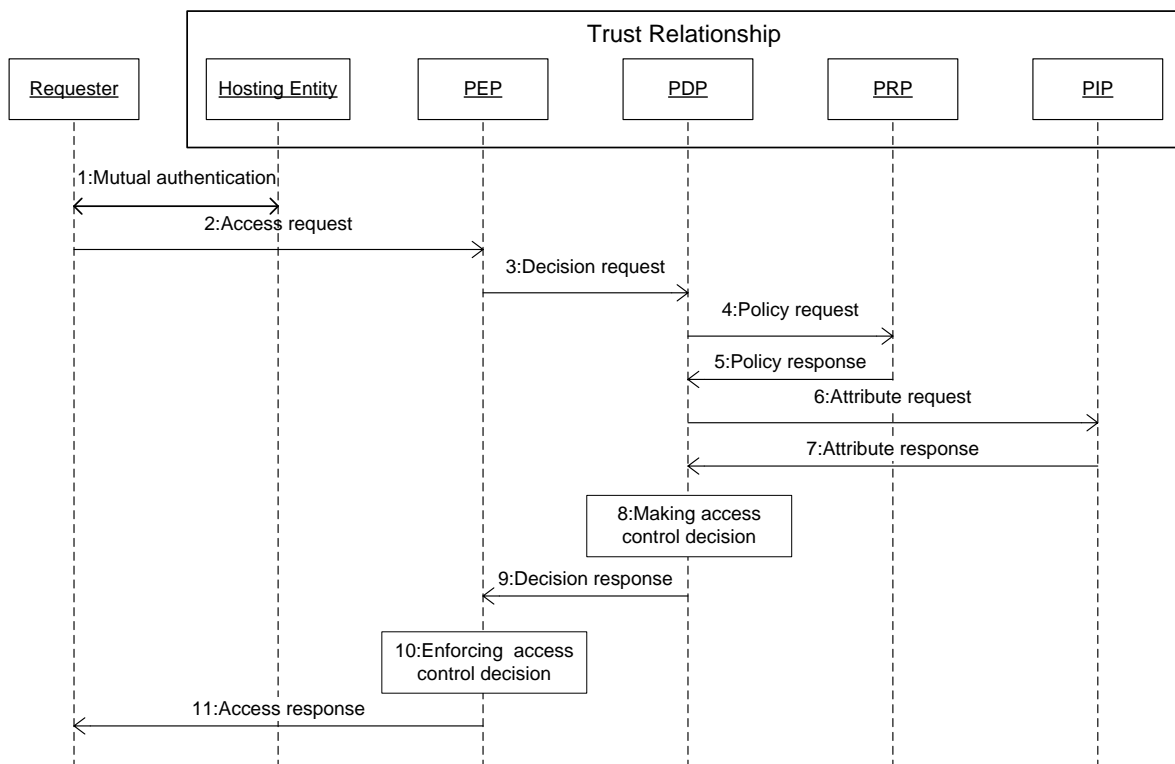 Trust Relationship
Requester
Hosting Entity
PEP
PDP
PRP
PIP
1:Mutual authentication
2:Access request
3:Decision request
4:Policy request
5:Policy response
6:Attribute request
7:Attribute response
8:Making access
control decision
9:Decision response
10:Enforcing access
control decision
11:Access response